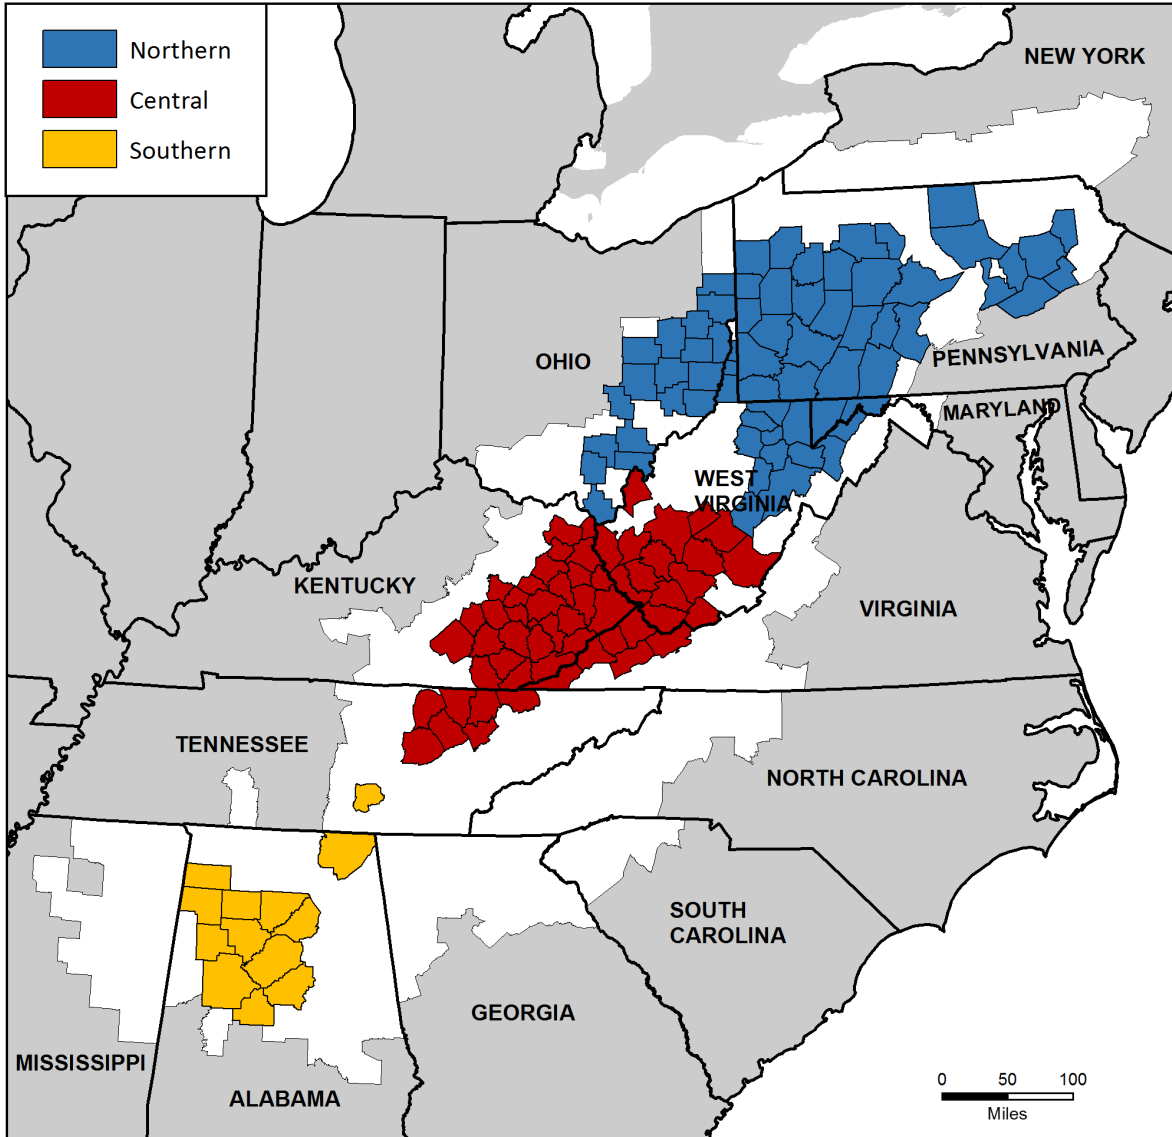 Northern
Central
Southern
NEW YORK
PENNSYLVANIA
OHIO
MARYLAND
WEST
VIRGINIA
KENTUCKY
VIRGINIA
TENNESSEE
NORTH CAROLINA
SOUTH
CAROLINA
GEORGIA
MISSISSIPPI
ALABAMA
0 50 100
Miles